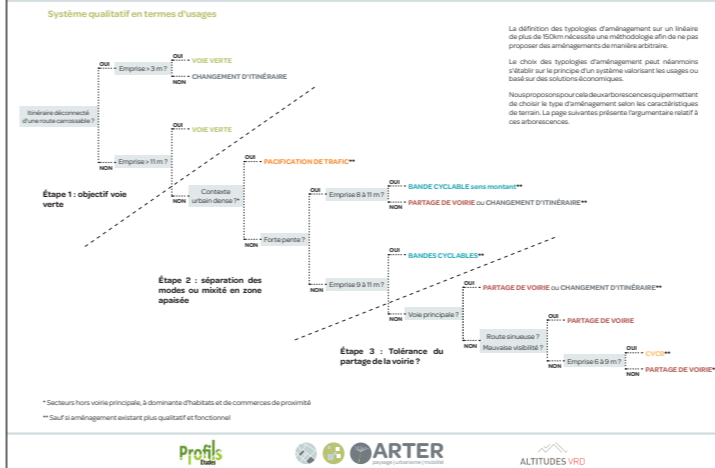 Système qualitatif en termes d'usages
La définition des typologies d'aménagement sur un linéaire
de plus de 150km nécessite une méthodologie afin de ne pas
proposer des aménagements de manière arbitraire.
Le choix des typologies d'aménagement peut néanmoins
s'établir sur le principe d'un système valorisant les usages ou
basé sur des solutions économiques.
Nous proposons pour cela deux arborescences qui permettent
de choisir le type d'aménagement selon les caractéristiques
de terrain. La page suivantes présente l'argumentaire relatif à
ces arborescences.
Itinéraire déconnecté
d'une route carrossable ?
OUI
Emprise > 3 m ?
OUI
VOIE VERTE
CHANGEMENT D'ITINÉRAIRE
NON
NON
Emprise > 11 m ?
OUI
VOIE VERTE
NON
Contexte
urbain dense ?*
OUI
PACIFICATION DE TRAFIC**
NON
Forte pente ?
OUI
Emprise 8 à 11 m ?
OUI
BANDE CYCLABLE sens montant**
PARTAGE DE VOIRIE ou CHANGEMENT D'ITINÉRAIRE**
NON
NON
Emprise 9 à 11 m ?
OUI
BANDES CYCLABLES**
NON
Voie principale ?
OUI
PARTAGE DE VOIRIE ou CHANGEMENT D'ITINÉRAIRE**
NON
Route sinueuse ?
Mauvaise visibilité ?
OUI
PARTAGE DE VOIRIE
NON
Emprise 6 à 9 m ?
OUI
CVCB**
NON
PARTAGE DE VOIRIE*
Étape 1 : objectif voie
verte
Étape 2 : séparation des
modes ou mixité en zone
apaisée
Étape 3 : Tolérance du
partage de la voirie ?
* Secteurs hors voirie principale, à dominante d'habitats et de commerces de proximité
** Sauf si aménagement existant plus qualitatif et fonctionnel
Profils
Études
ARTER
paysage | urbanisme | mobilité
ALTITUDES VRD